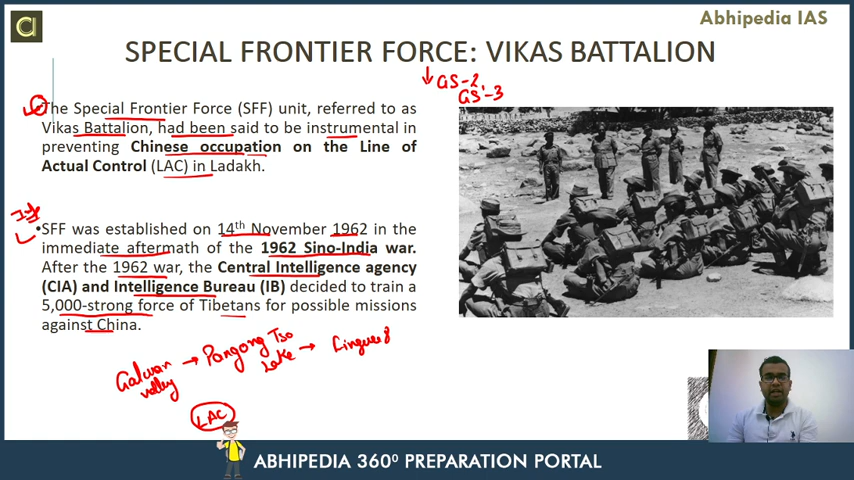 Abhipedia IAS
a
SPECIAL FRONTIER FORCE: VIKAS BATTALION
GS-2,
GS-3
The Special Frontier Force (SFF) unit, referred to as
Vikas Battalion, had been said to be instrumental in
preventing Chinese occupation on the Line of
Actual Control (LAC) in Ladakh.
•SFF was established on 14th November 1962 in the
immediate aftermath of the 1962 Sino-India war.
After the 1962 war, the Central Intelligence agency
(CIA) and Intelligence Bureau (IB) decided to train a
5,000-strong force of Tibetans for possible missions
against China.
Galwan valley → Pangong Tso Lake →
LAC
ABHIPEDIA 360⁰ PREPARATION PORTAL